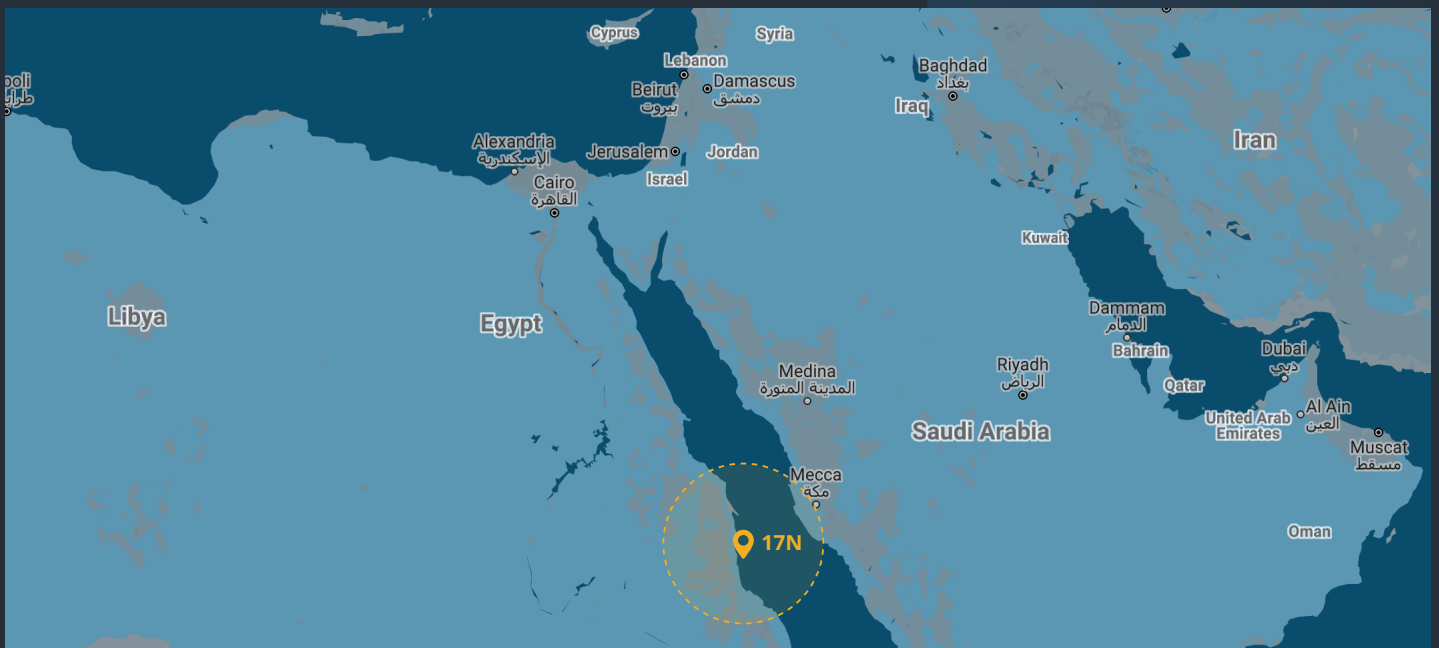 Cyprus
Syria
Lebanon
Baghdad
بغداد
Damascus
دمشق
Beirut
بيروت
Iraq
Iran
Alexandria
الإسكندرية
Jerusalem
Jordan
Israel
Cairo
القاهرة
Kuwait
Libya
Egypt
Dammam
الدمام
Bahrain
Dubai
دبي
Medina
المدينة المنورة
Riyadh
الرياض
Qatar
Al Ain
العين
United Arab
Emirates
Saudi Arabia
Muscat
مسقط
Mecca
مكة
Oman
17N